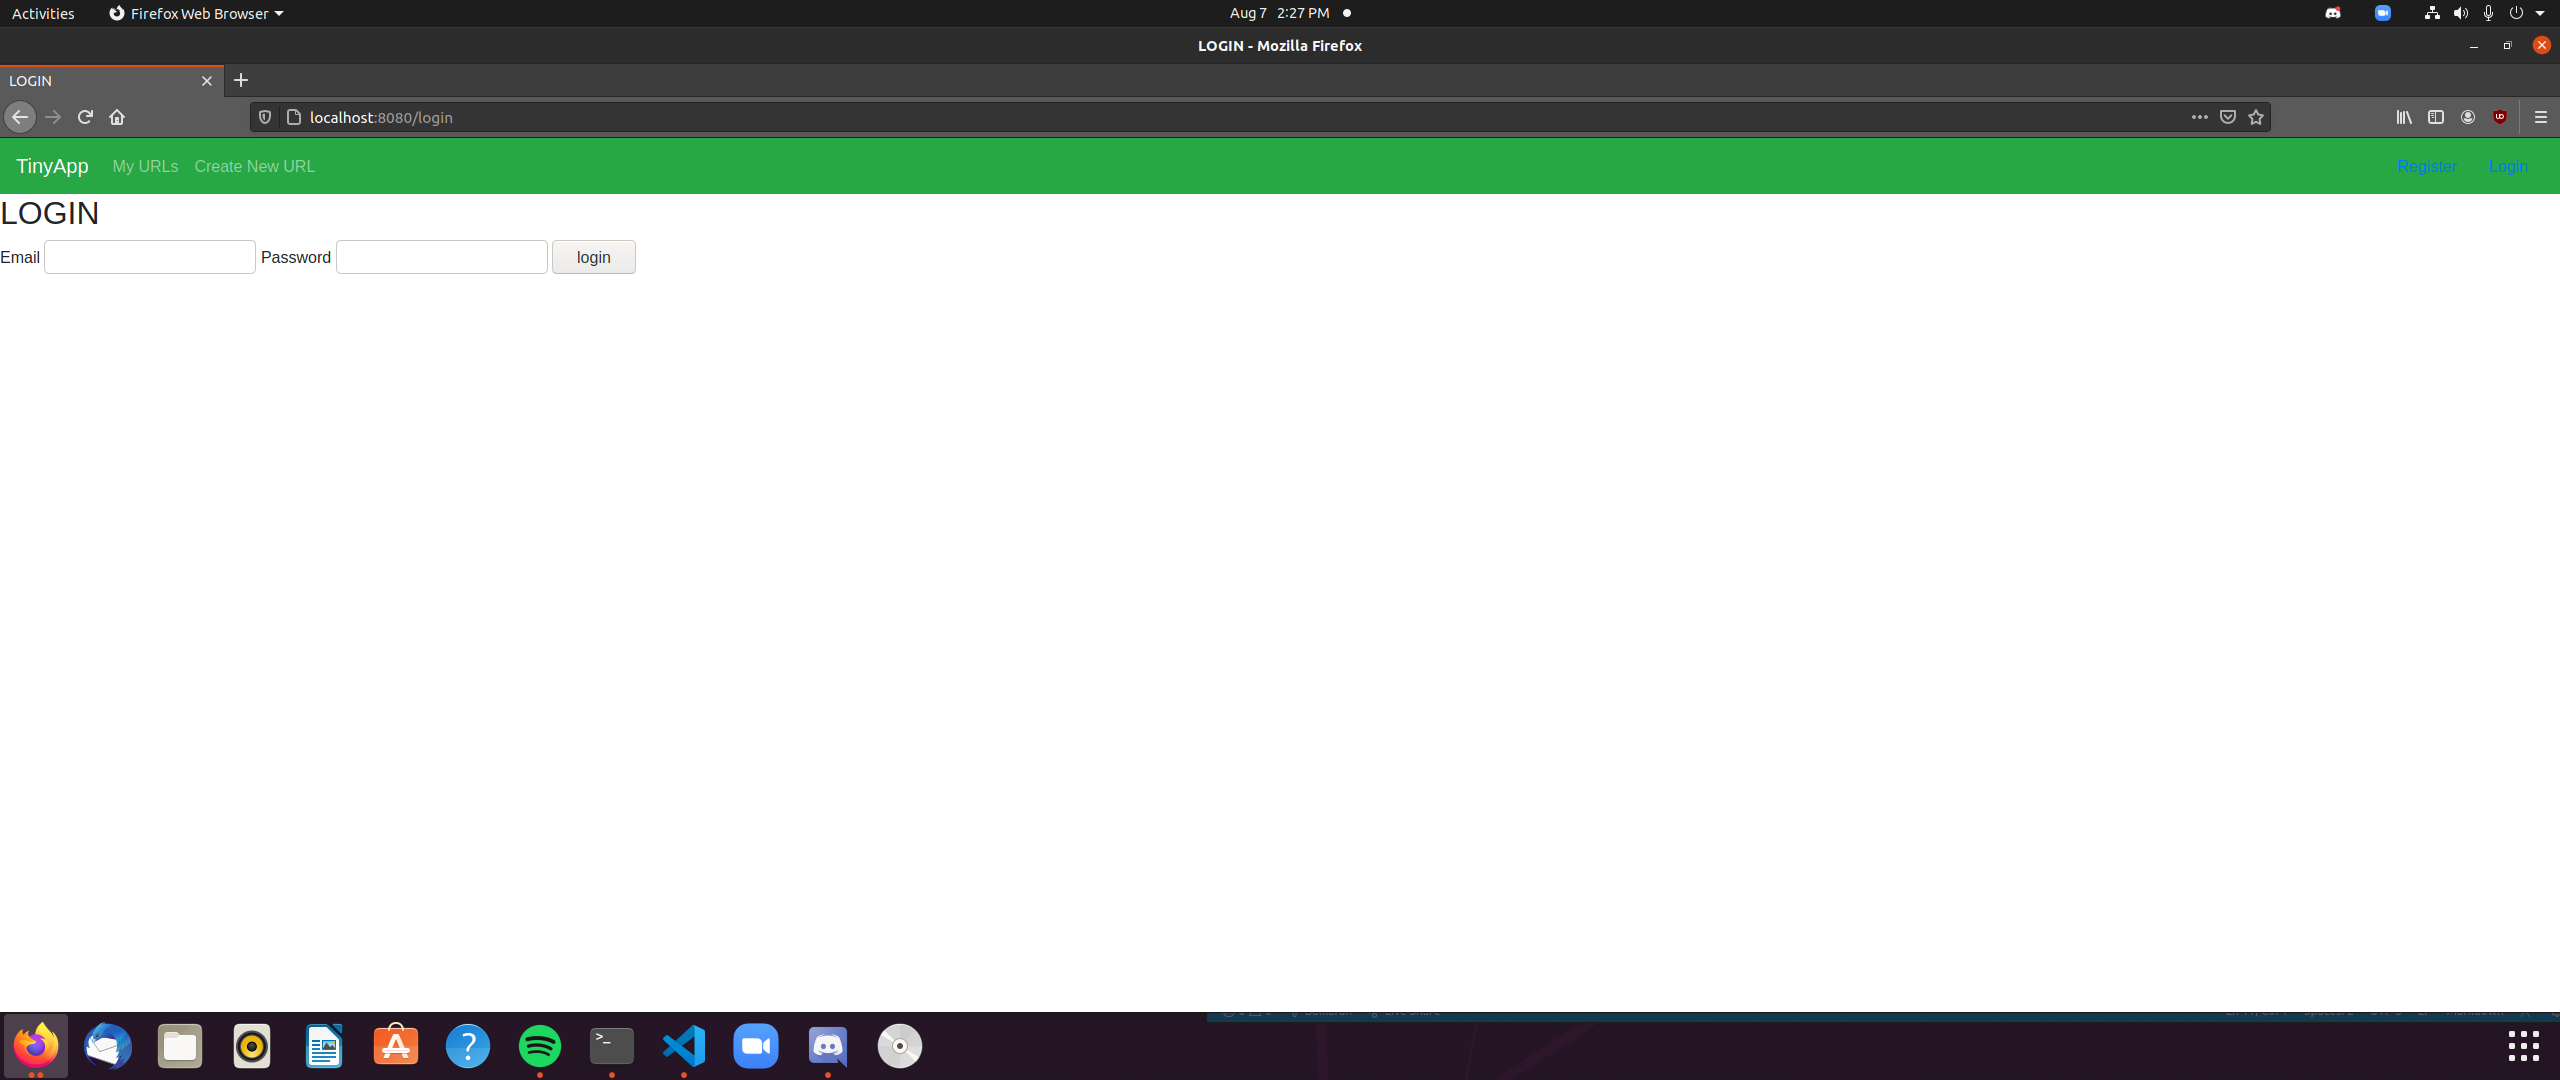 Activities Firefox Web Browser Aug 7 2:27 PM
LOGIN - Mozilla Firefox
LOGIN
localhost:8080/login
TinyApp My URLs Create New URL Register Login
LOGIN
Email Password login